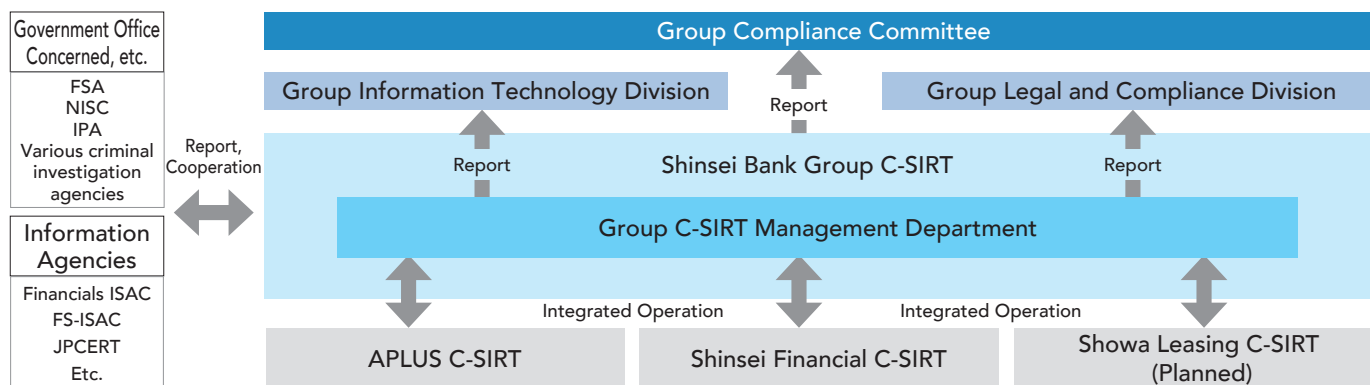 Government Office
Concerned, etc.
FSA
NISC
IPA
Various criminal
investigation
agencies
Information
Agencies
Financials ISAC
FS-ISAC
JPCERT
Etc.
Report,
Cooperation
Group Compliance Committee
Group Information Technology Division
Report
Group Legal and Compliance Division
Report
Shinsei Bank Group C-SIRT
Report
Group C-SIRT Management Department
Integrated Operation
Integrated Operation
APLUS C-SIRT
Shinsei Financial C-SIRT
Showa Leasing C-SIRT
(Planned)